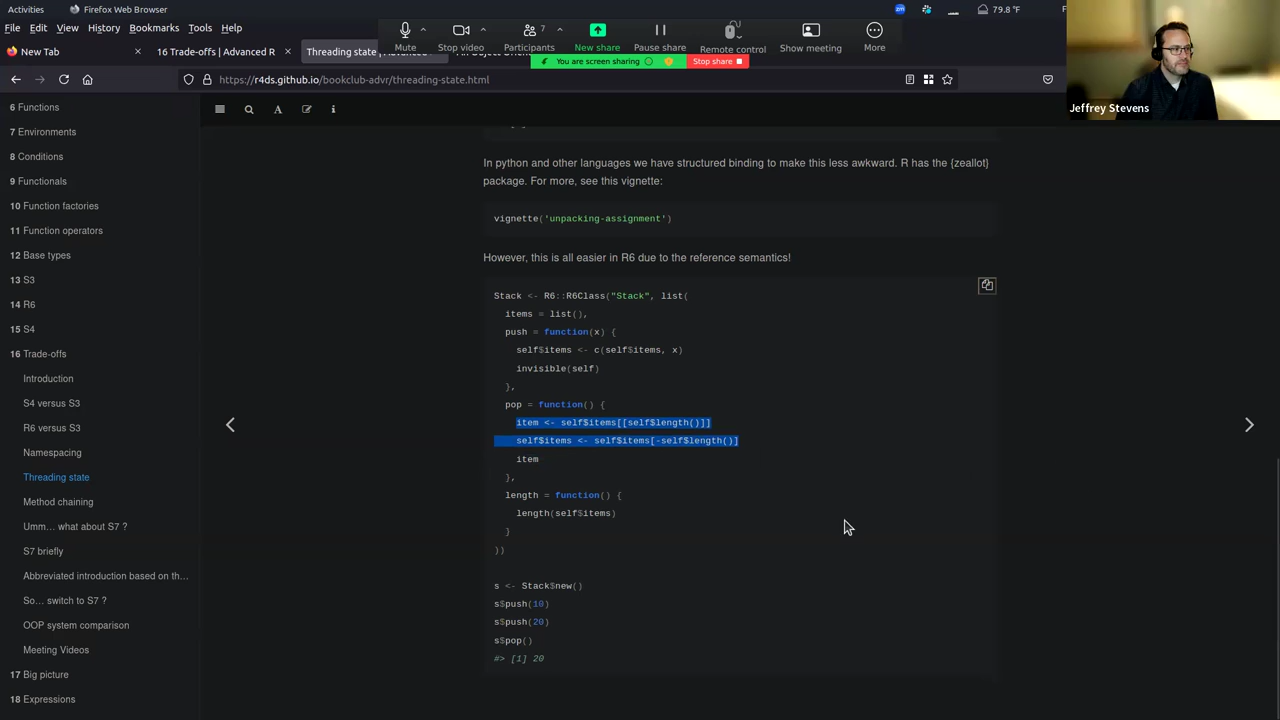 Activities
Firefox Web Browser
79.8 °F
File Edit View History Bookmarks Tools Help
Mute
Stop video
7
Participants
New share
Pause share
Remote control
Show meeting
More
New Tab
16 Trade-offs | Advanced R
Threading state |
You are screen sharing
Stop share
https://r4ds.github.io/bookclub-advr/threading-state.html
Jeffrey Stevens
6 Functions
7 Environments
8 Conditions
9 Functionals
10 Function factories
11 Function operators
12 Base types
13 S3
14 R6
15 S4
16 Trade-offs
Introduction
S4 versus S3
R6 versus S3
Namespacing
Threading state
Method chaining
Umm... what about S7 ?
S7 briefly
Abbreviated introduction based on th...
So... switch to S7 ?
OOP system comparison
Meeting Videos
17 Big picture
18 Expressions
In python and other languages we have structured binding to make this less awkward. R has the {zeallot}
package. For more, see this vignette:
vignette('unpacking-assignment')
However, this is all easier in R6 due to the reference semantics!
Stack <- R6::R6Class("Stack", list(
items = list(),
push = function(x) {
self$items <- c(self$items, x)
invisible(self)
},
pop = function() {
item <- self$items[[self$length()]]
self$items <- self$items[-self$length()]
item
},
length = function() {
length(self$items)
}
))
s <- Stack$new()
s$push(10)
s$push(20)
s$pop()
#> [1] 20